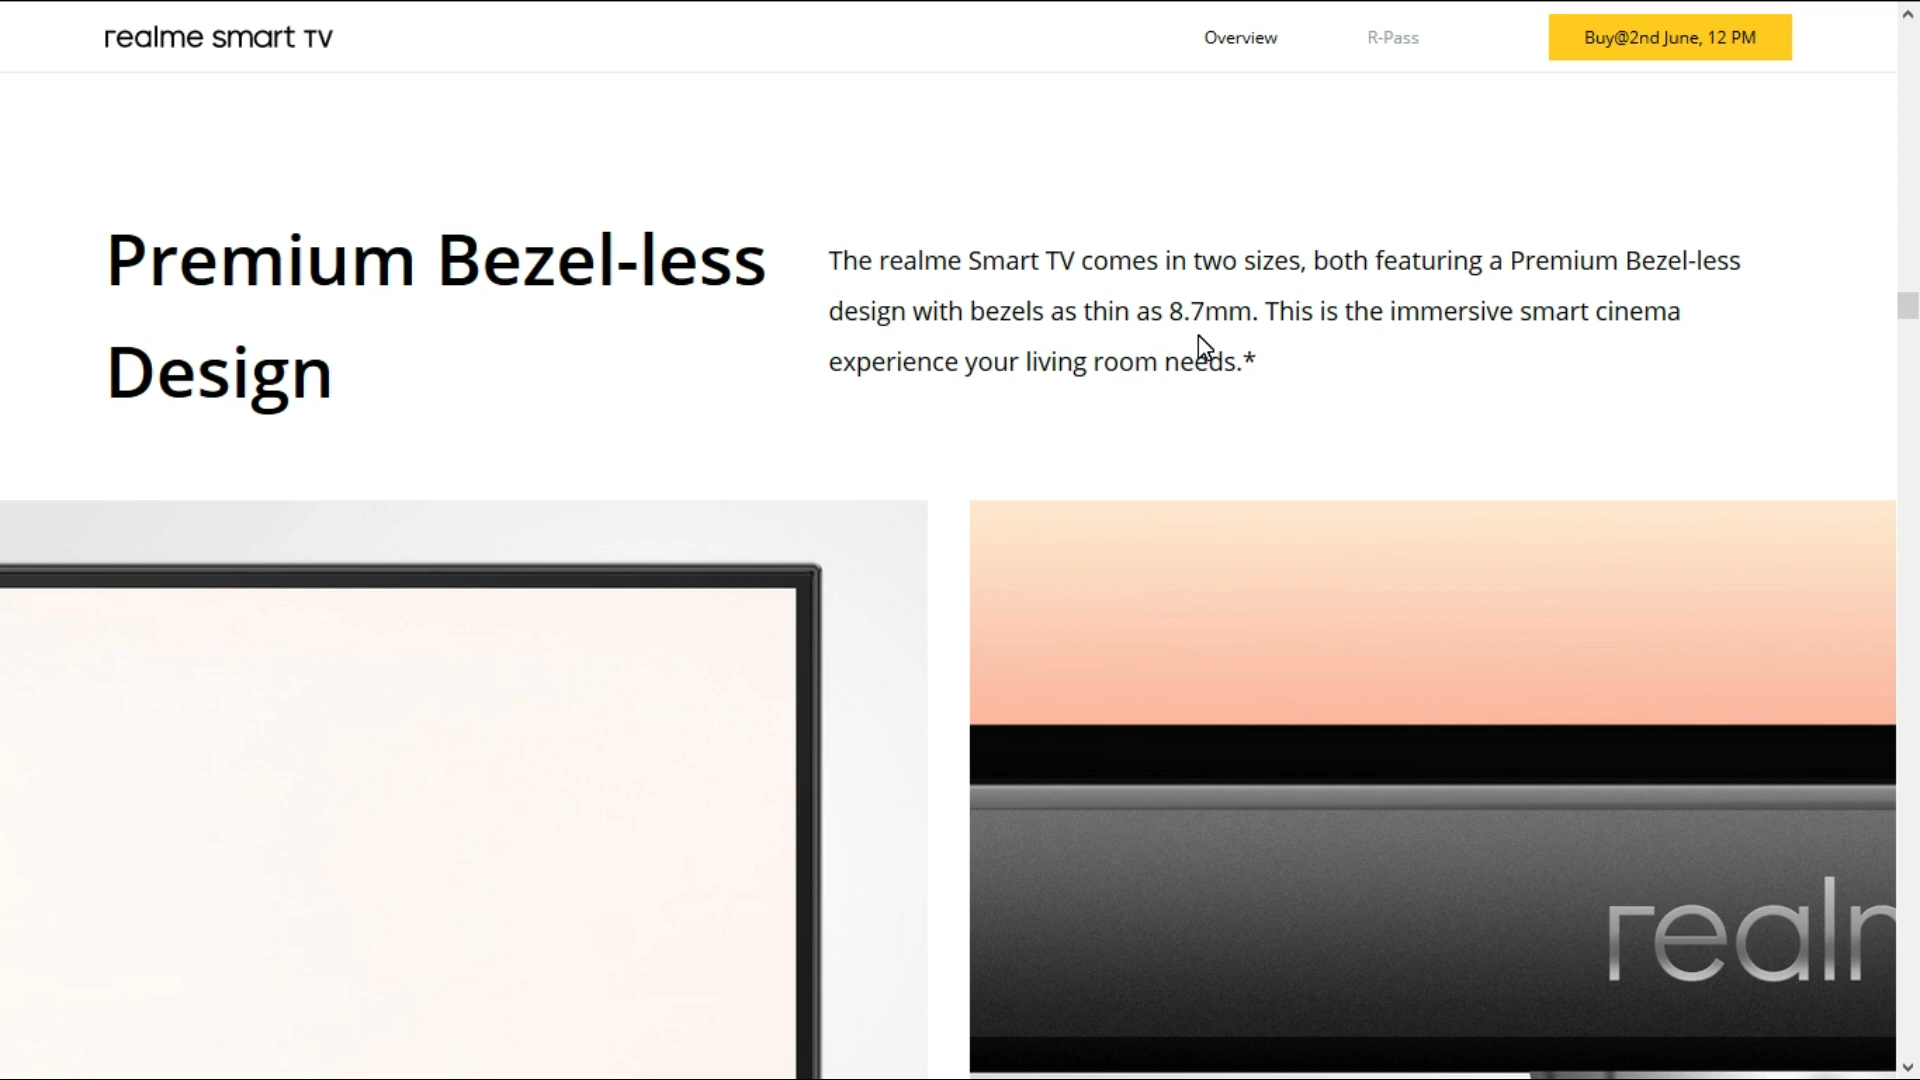 realme smart TV
Overview
R-Pass
Buy@2nd June, 12 PM
Premium Bezel-less
Design
The realme Smart TV comes in two sizes, both featuring a Premium Bezel-less
design with bezels as thin as 8.7mm. This is the immersive smart cinema
experience your living room needs.*
realm